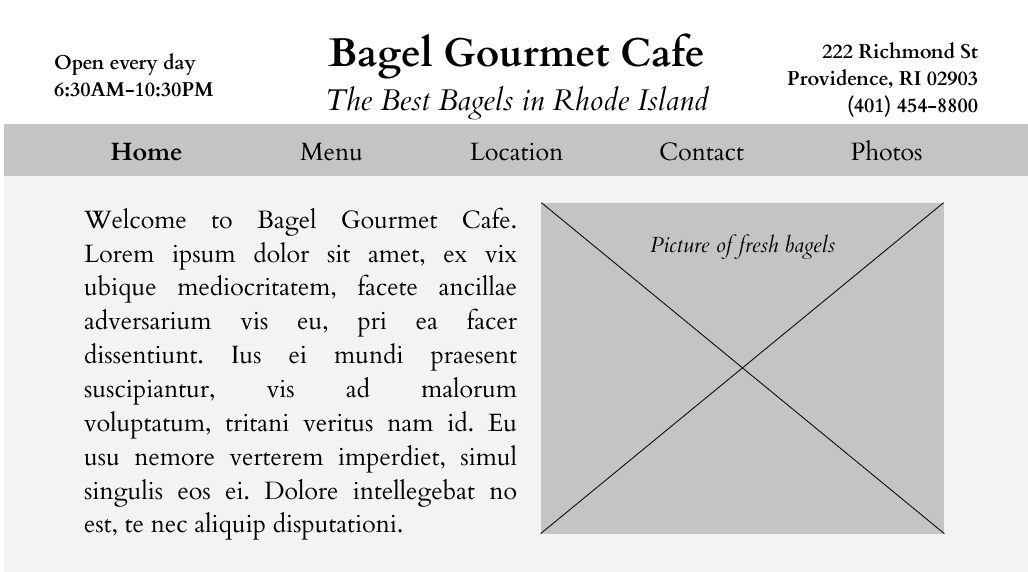 Open every day
6:30AM-10:30PM
Bagel Gourmet Cafe
The Best Bagels in Rhode Island
222 Richmond St
Providence, RI 02903
(401) 454-8800
Home Menu Location Contact Photos
Welcome to Bagel Gourmet Cafe.
Lorem ipsum dolor sit amet, ex vix
ubique mediocritatem, facete ancillae
adversarium vis eu, pri ea facer
dissentiunt. Ius ei mundi praesent
suscipiantur, vis ad malorum
voluptatum, tritani veritus nam id. Eu
usu nemore verterem imperdiet, simul
singulis eos ei. Dolore intellegebat no
est, te nec aliquip disputationi.
Picture of fresh bagels